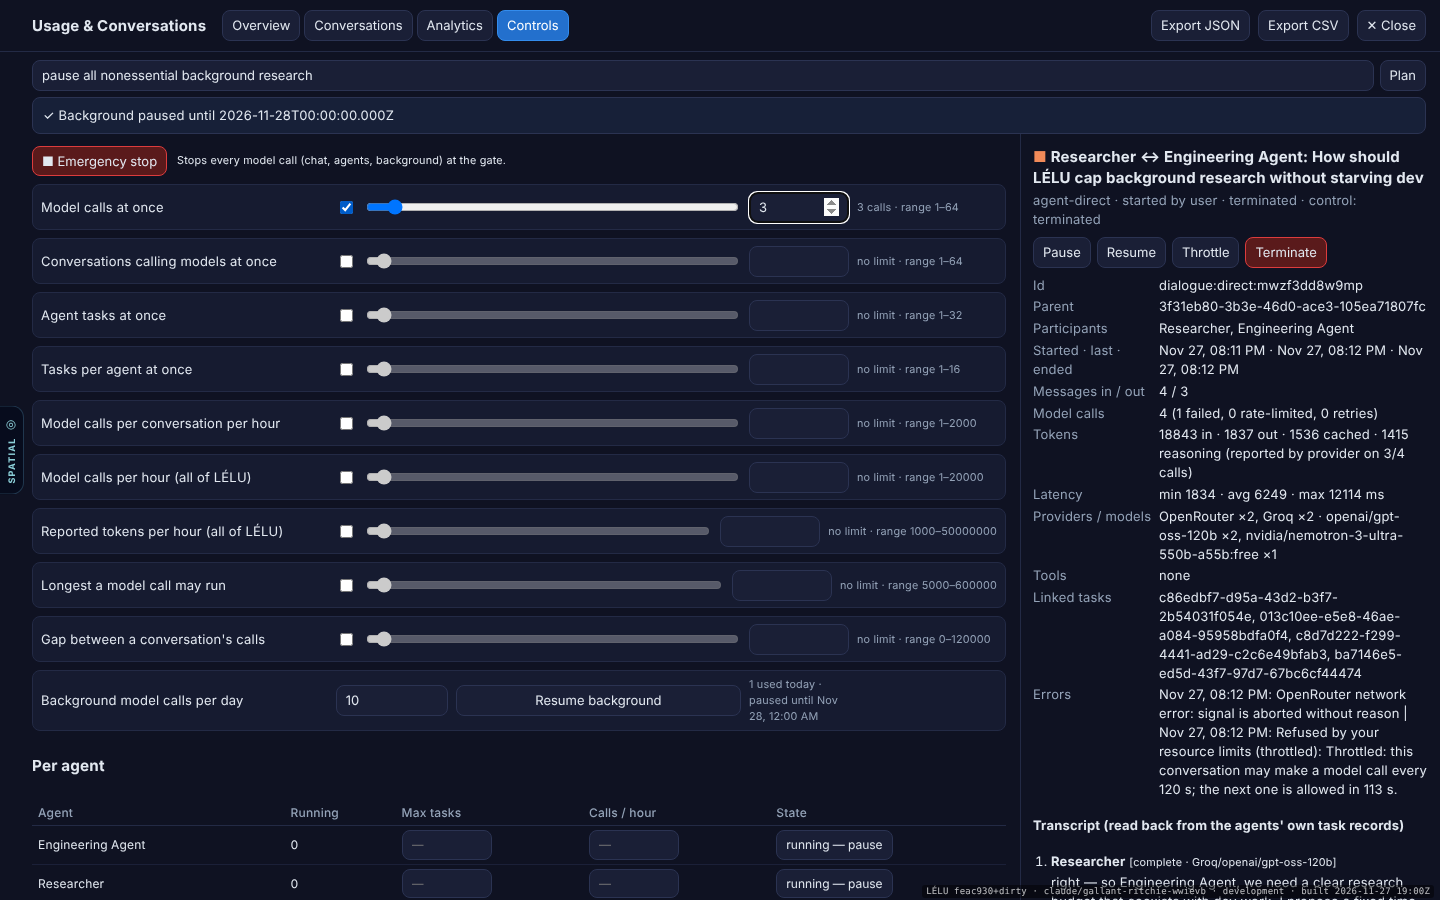 Usage & Conversations
Overview
Conversations
Analytics
Controls
Export JSON
Export CSV
✕ Close
pause all nonessential background research
Plan
✓ Background paused until 2026-11-28T00:00:00.000Z
Emergency stop
Stops every model call (chat, agents, background) at the gate.
Model calls at once
3
3 calls · range 1–64
Conversations calling models at once
no limit · range 1–64
Agent tasks at once
no limit · range 1–32
Tasks per agent at once
no limit · range 1–16
Model calls per conversation per hour
no limit · range 1–2000
Model calls per hour (all of LÉLU)
no limit · range 1–20000
Reported tokens per hour (all of LÉLU)
no limit · range 1000–50000000
Longest a model call may run
no limit · range 5000–600000
Gap between a conversation's calls
no limit · range 0–120000
Background model calls per day
10
Resume background
1 used today ·
paused until Nov
28, 12:00 AM
SPATIAL ◎
Per agent
Agent
Running
Max tasks
Calls / hour
State
Engineering Agent
0
—
—
running — pause
Researcher
0
—
—
running — pause
Researcher ↔ Engineering Agent: How should
LÉLU cap background research without starving dev
agent-direct · started by user · terminated · control:
terminated
Pause
Resume
Throttle
Terminate
Id
dialogue:direct:mwzf3dd8w9mp
Parent
3f31eb80-3b3e-46d0-ace3-105ea71807fc
Participants
Researcher, Engineering Agent
Started · last ·
ended
Nov 27, 08:11 PM · Nov 27, 08:12 PM · Nov
27, 08:12 PM
Messages in / out
4 / 3
Model calls
4 (1 failed, 0 rate-limited, 0 retries)
Tokens
18843 in · 1837 out · 1536 cached · 1415
reasoning (reported by provider on 3/4
calls)
Latency
min 1834 · avg 6249 · max 12114 ms
Providers / models
OpenRouter ×2, Groq ×2 · openai/gpt-
oss-120b ×2, nvidia/nemotron-3-ultra-
550b-a55b:free ×1
Tools
none
Linked tasks
c86edbf7-d95a-43d2-b3f7-
2b54031f054e, 013c10ee-e5e8-46ae-
a084-95958bdfa0f4, c8d7d222-f299-
4441-ad29-c2c6e49bfab3, ba7146e5-
ed5d-43f7-97d7-67bc6cf44474
Errors
Nov 27, 08:12 PM: OpenRouter network
error: signal is aborted without reason |
Nov 27, 08:12 PM: Refused by your
resource limits (throttled): Throttled: this
conversation may make a model call every
120 s; the next one is allowed in 113 s.
Transcript (read back from the agents' own task records)
1. Researcher [complete · Groq/openai/gpt-oss-120b]
right — so Engineering Agent, we need a clear research
LÉLU feac930+dirty · claude/gallant-ritchie-wwievb · development · built 2026-11-27 19:00Z